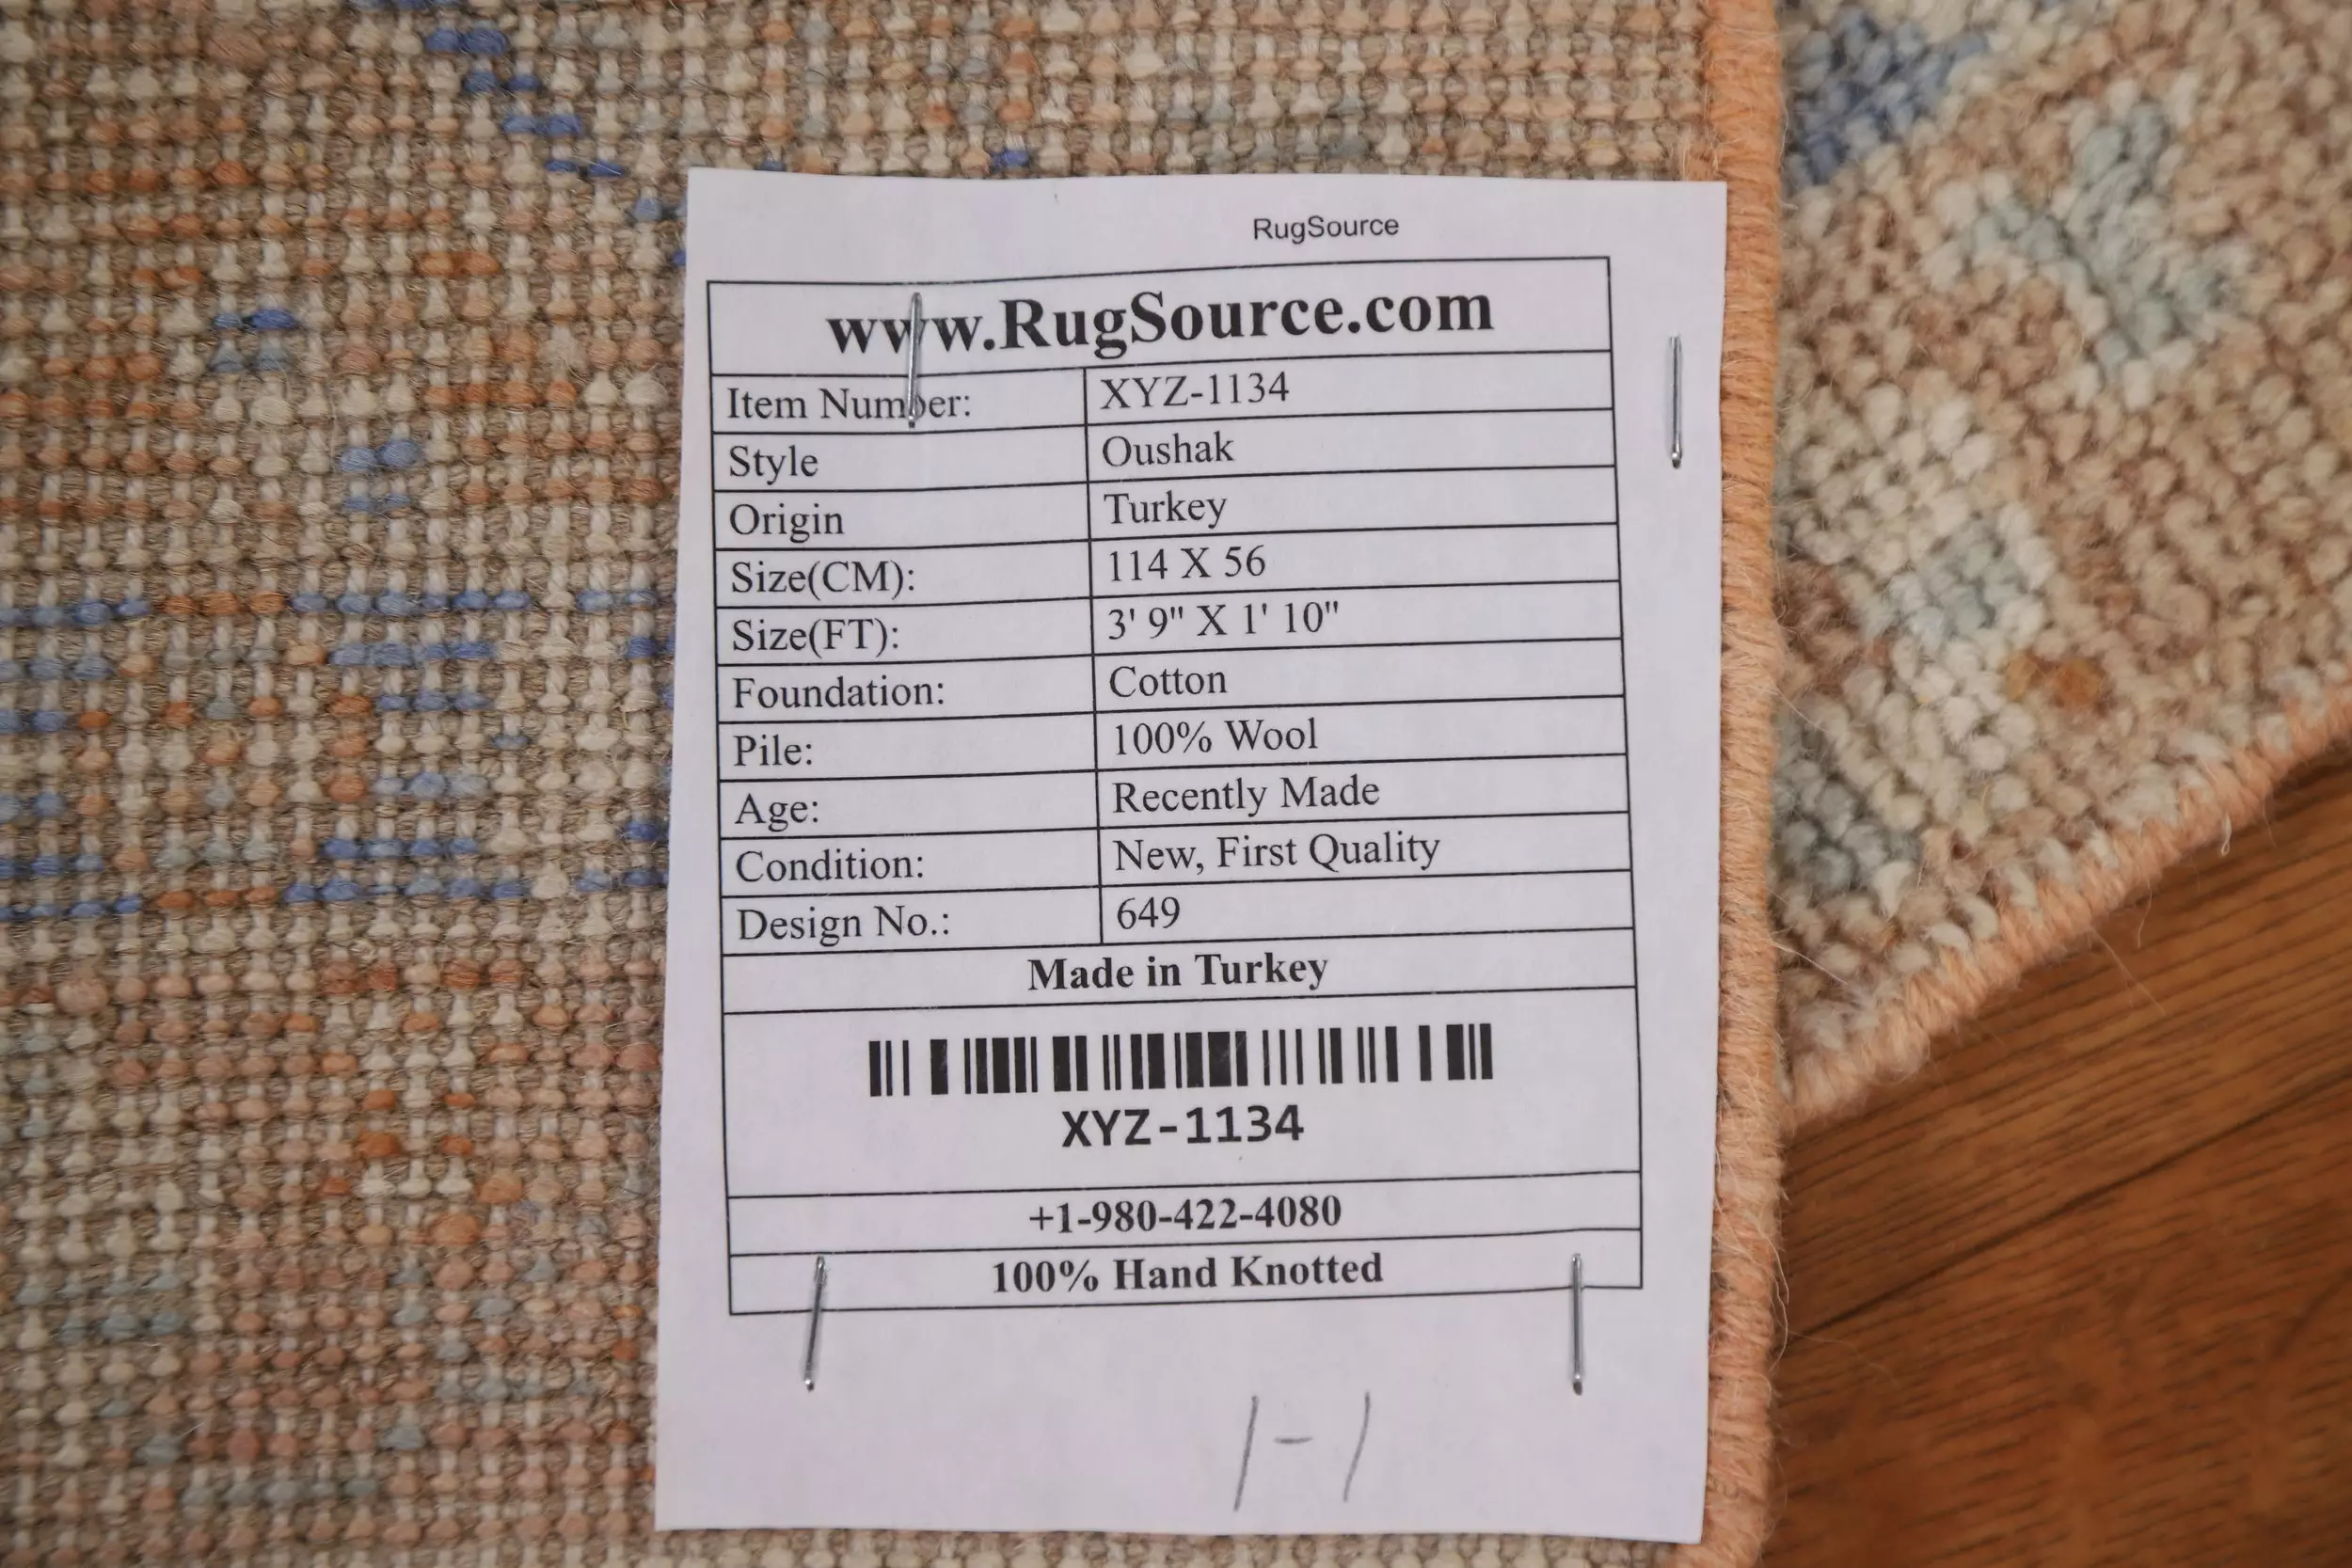 RugSource
www.RugSource.com
Item Number: XYZ-1134
Style Oushak
Origin Turkey
Size(CM): 114 X 56
Size(FT): 3' 9" X 1' 10"
Foundation: Cotton
Pile: 100% Wool
Age: Recently Made
Condition: New, First Quality
Design No.: 649
Made in Turkey
XYZ-1134
+1-980-422-4080
100% Hand Knotted
1-1